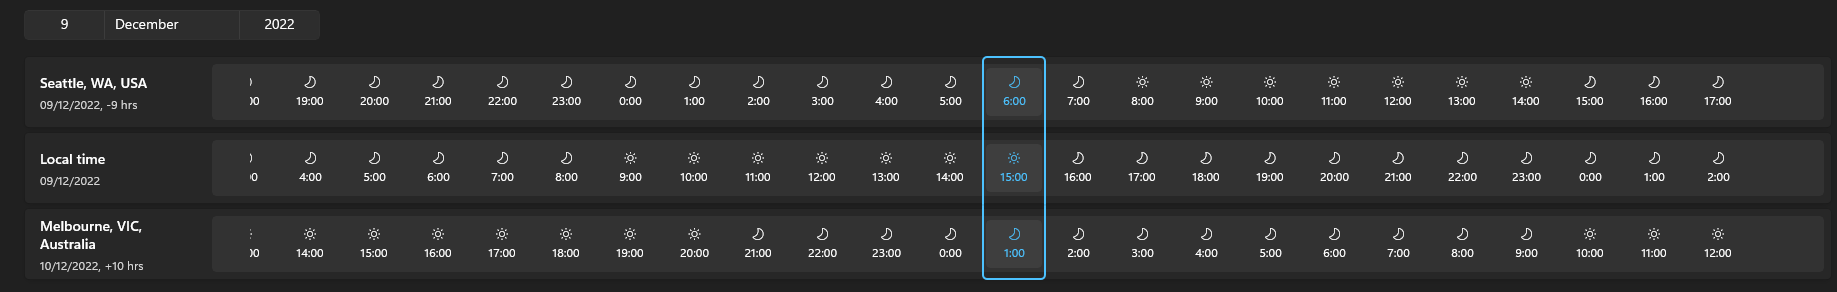 9 December 2022
Seattle, WA, USA
09/12/2022, -9 hrs
19:00 20:00 21:00 22:00 23:00 0:00 1:00 2:00 3:00 4:00 5:00 6:00 7:00 8:00 9:00 10:00 11:00 12:00 13:00 14:00 15:00 16:00 17:00
Local time
09/12/2022
4:00 5:00 6:00 7:00 8:00 9:00 10:00 11:00 12:00 13:00 14:00 15:00 16:00 17:00 18:00 19:00 20:00 21:00 22:00 23:00 0:00 1:00 2:00
Melbourne, VIC,
Australia
10/12/2022, +10 hrs
14:00 15:00 16:00 17:00 18:00 19:00 20:00 21:00 22:00 23:00 0:00 1:00 2:00 3:00 4:00 5:00 6:00 7:00 8:00 9:00 10:00 11:00 12:00